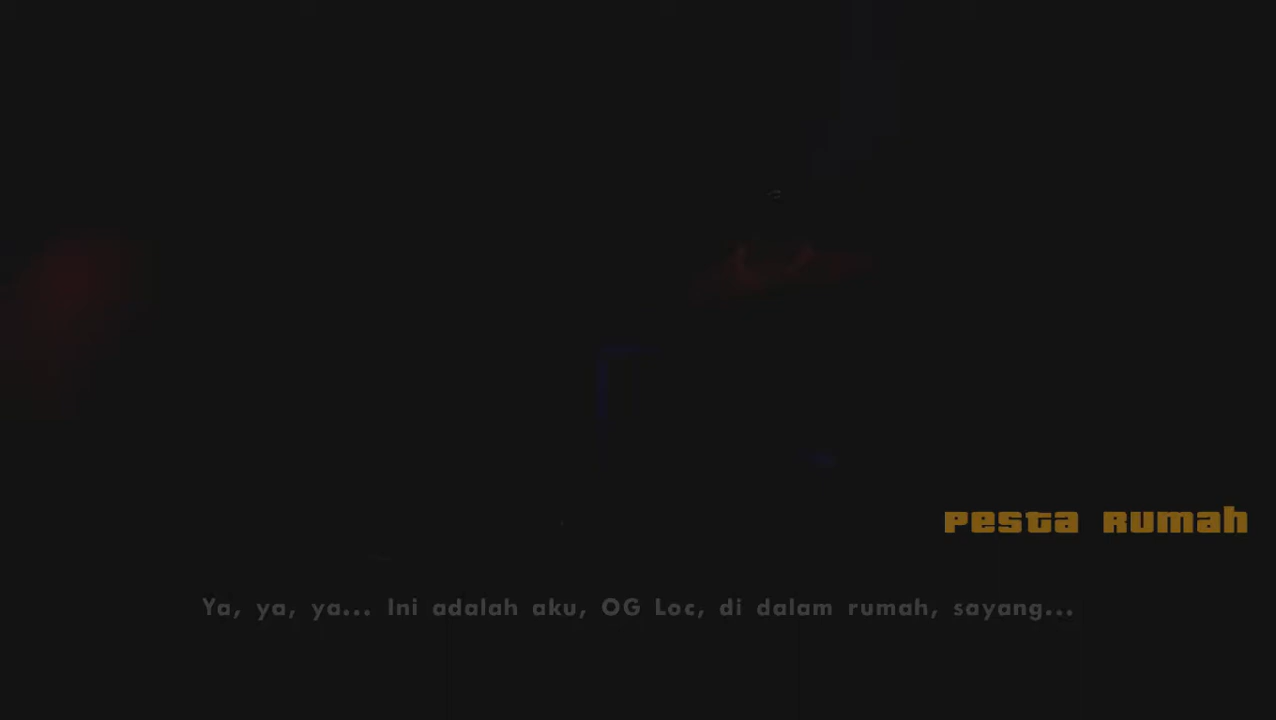 Pesta Rumah
Ya, ya, ya... Ini adalah aku, OG Loc, di dalam rumah, sayang...